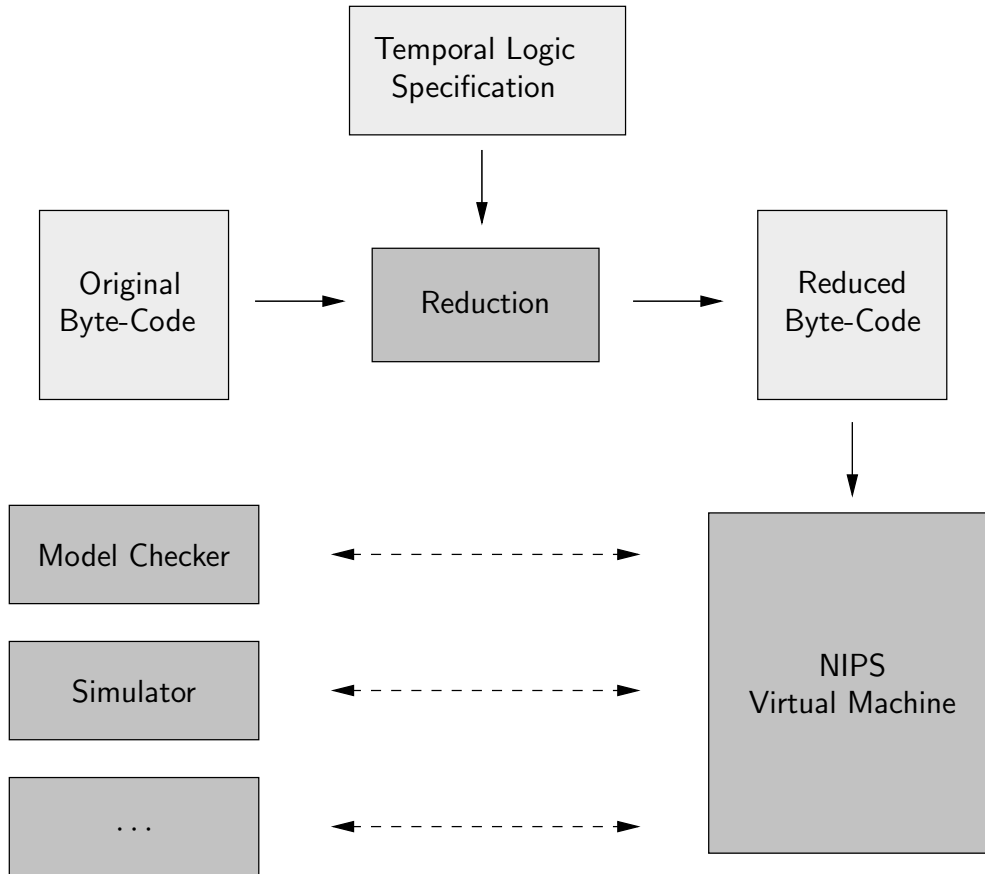 Temporal Logic
Specification
Original
Byte-Code
Reduction
Reduced
Byte-Code
Model Checker
Simulator
. . .
NIPS
Virtual Machine